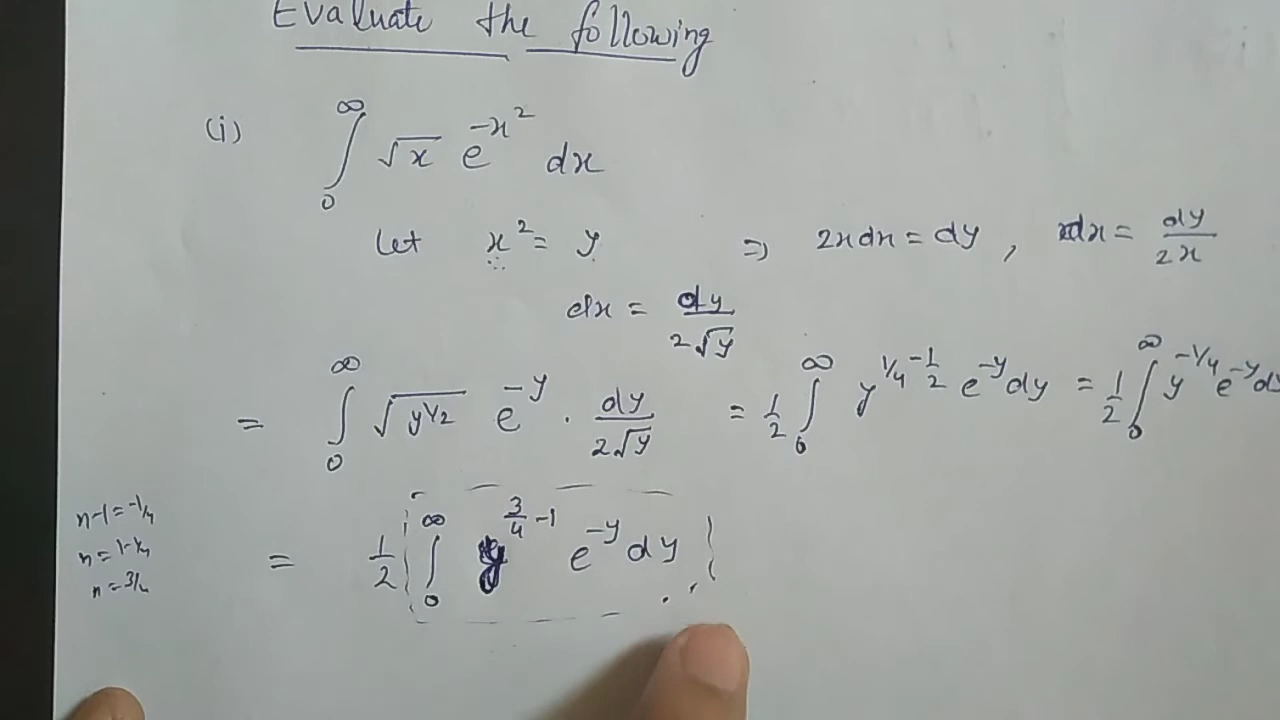 Evaluate the following
(i) ∫₀^∞ √x e^{-x²} dx
Let x² = y ⇒ 2xdx = dy, dx = dy/2x
dx = dy/2√y
= ∫₀^∞ √(y^{1/2}) e^{-y} · dy/2√y = 1/2 ∫₀^∞ y^{1/4 - 1/2} e^{-y} dy = 1/2 ∫₀^∞ y^{-1/4} e^{-y} dy
n-1 = -1/4
n = 1-1/4
n = 3/4
= 1/2 ∫₀^∞ y^{3/4 - 1} e^{-y} dy